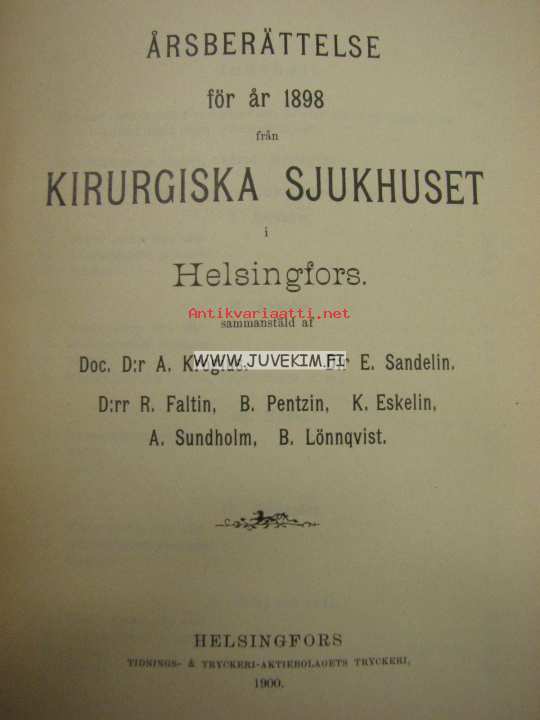 ÅRSBERÄTTELSE
för år 1898
från
KIRURGISKA SJUKHUSET
i
Helsingfors.
Antikvariaatti.net
sammanstäld af
WWW.JUVEKIM.FI
Doc. D:r A. E. Sandelin.
D:rr R. Faltin, B. Pentzin, K. Eskelin,
A. Sundholm, B. Lönnqvist.
HELSINGFORS
TIDNINGS- & TRYCKERI-AKTIEBOLAGETS TRYCKERI,
1900.